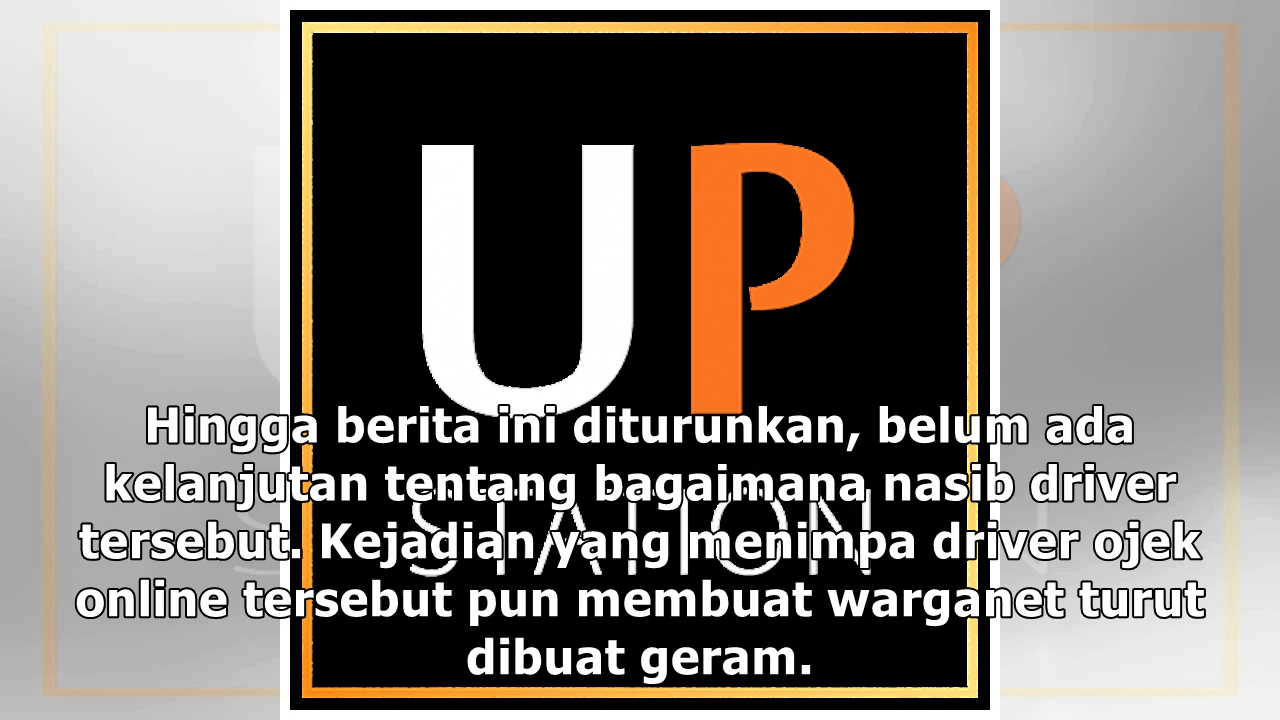 UP
STATION
Hingga berita ini diturunkan, belum ada
kelanjutan tentang bagaimana nasib driver
tersebut. Kejadian yang menimpa driver ojek
online tersebut pun membuat warganet turut
dibuat geram.